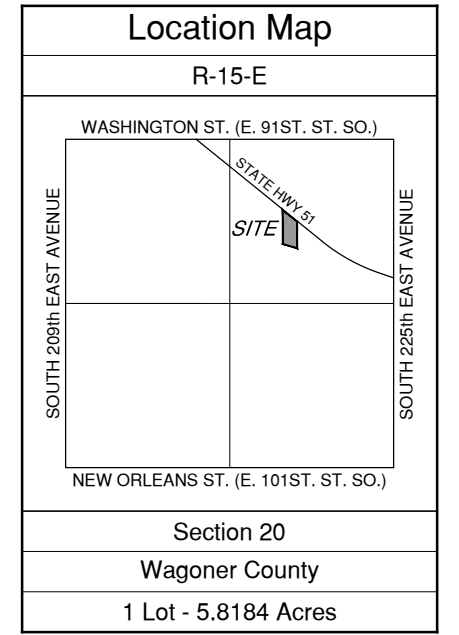 Location Map
R-15-E
WASHINGTON ST. (E. 91ST. ST. SO.)
STATE HWY 51
SITE
SOUTH 209th EAST AVENUE
SOUTH 225th EAST AVENUE
NEW ORLEANS ST. (E. 101ST. ST. SO.)
Section 20
Wagoner County
1 Lot - 5.8184 Acres